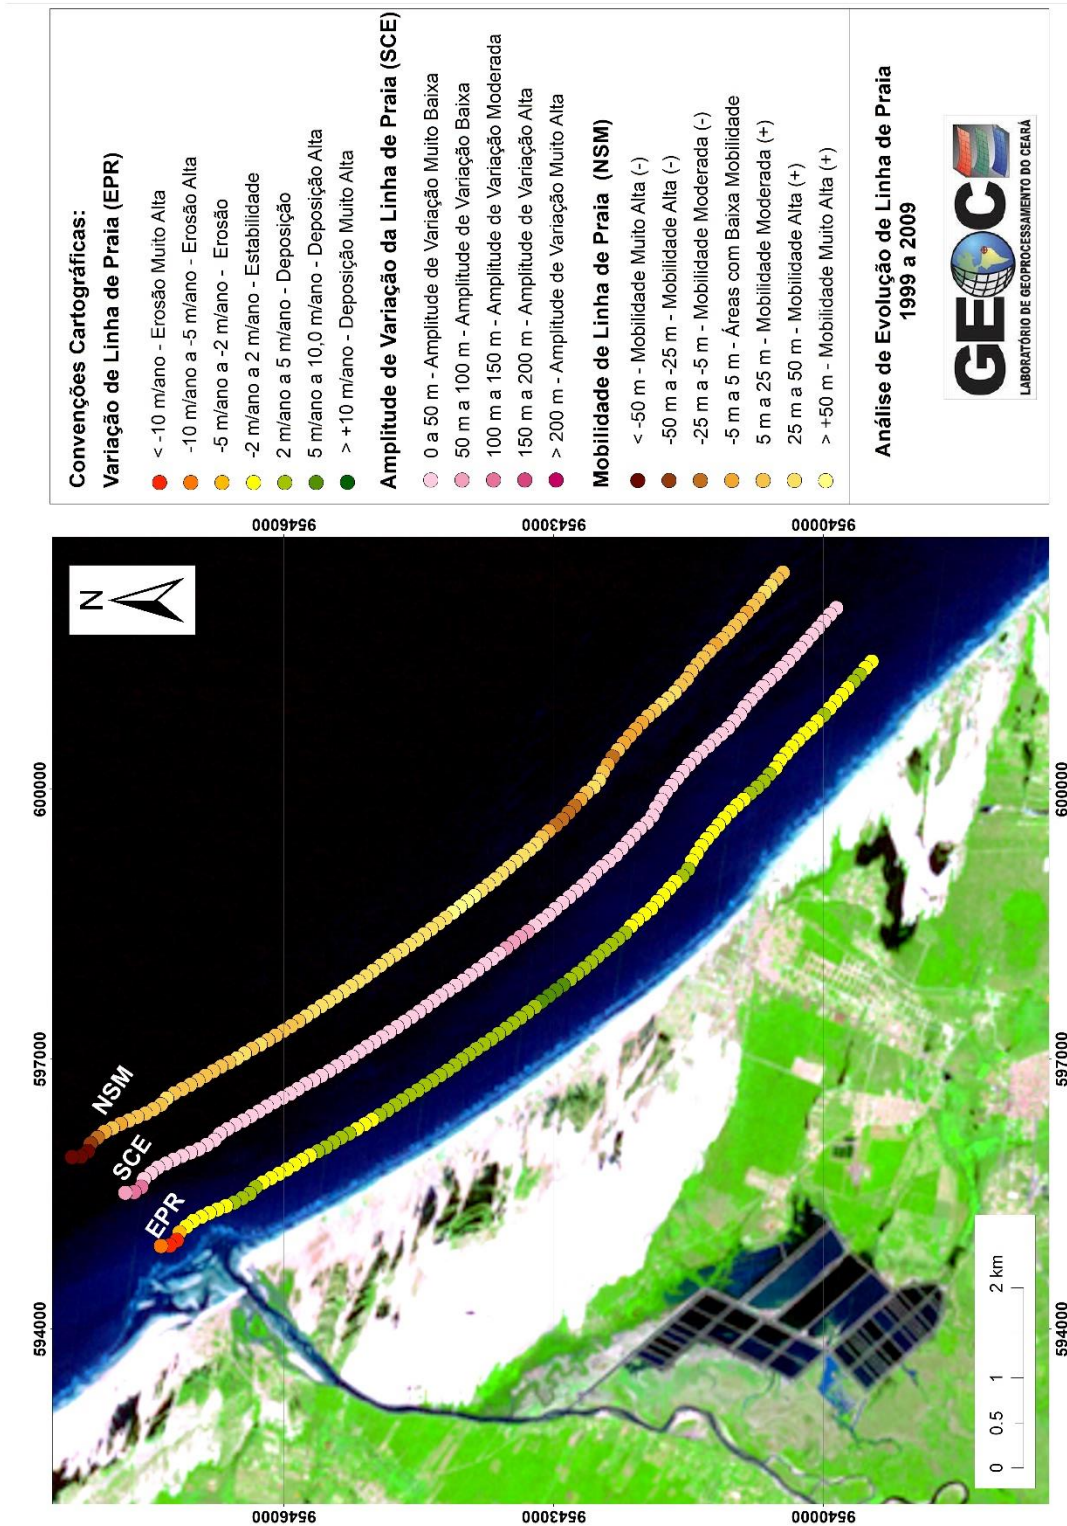 N
NSM
SCE
EPR
594000
597000
600000
9546000
9543000
9540000
9546000
9543000
9540000
594000
597000
600000
0 0.5 1 2 km
Convenções Cartográficas:
Variação de Linha de Praia (EPR)
< -10 m/ano - Erosão Muito Alta
-10 m/ano a -5 m/ano - Erosão Alta
-5 m/ano a -2 m/ano - Erosão
-2 m/ano a 2 m/ano - Estabilidade
2 m/ano a 5 m/ano - Deposição
5 m/ano a 10,0 m/ano - Deposição Alta
> +10 m/ano - Deposição Muito Alta
Amplitude de Variação da Linha de Praia (SCE)
0 a 50 m - Amplitude de Variação Muito Baixa
50 m a 100 m - Amplitude de Variação Baixa
100 m a 150 m - Amplitude de Variação Moderada
150 m a 200 m - Amplitude de Variação Alta
> 200 m - Amplitude de Variação Muito Alta
Mobilidade de Linha de Praia (NSM)
< -50 m - Mobilidade Muito Alta (-)
-50 m a -25 m - Mobilidade Alta (-)
-25 m a -5 m - Mobilidade Moderada (-)
-5 m a 5 m - Áreas com Baixa Mobilidade
5 m a 25 m - Mobilidade Moderada (+)
25 m a 50 m - Mobilidade Alta (+)
> +50 m - Mobilidade Muito Alta (+)
Análise de Evolução de Linha de Praia
1999 a 2009
GEOCE
LABORATÓRIO DE GEOPROCESSAMENTO DO CEARÁ